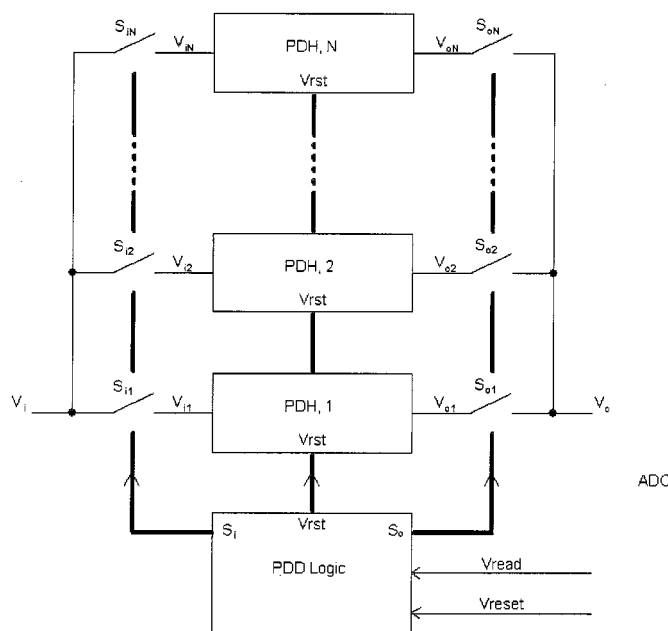 S_iN V_iN PDH, N V_oN S_oN
Vrst
S_i2 V_i2 PDH, 2 V_o2 S_o2
Vrst
V_i S_i1 V_i1 PDH, 1 V_o1 S_o1 V_o
Vrst
ADC
S_i Vrst S_o
PDD Logic
Vread
Vreset